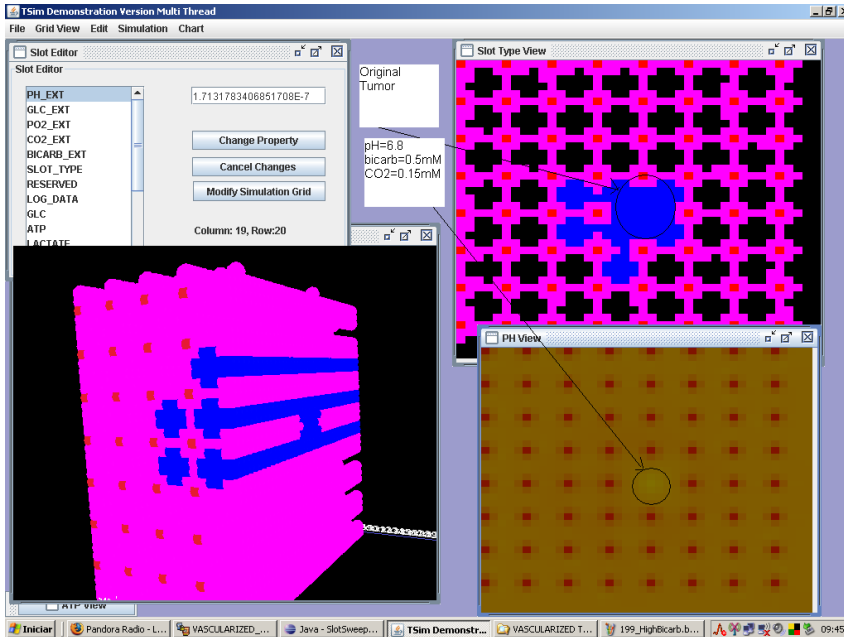 TSim Demonstration Version Multi Thread
File Grid View Edit Simulation Chart
Slot Editor
Slot Editor
PH_EXT
GLC_EXT
PO2_EXT
CO2_EXT
BICARB_EXT
SLOT_TYPE
RESERVED
LOG_DATA
GLC
ATP
LACTATE
1.7131783406851708E-7
Change Property
Cancel Changes
Modify Simulation Grid
Column: 19, Row:20
Original
Tumor
pH=6.8
bicarb=0.5mM
CO2=0.15mM
Slot Type View
PH View
ATP View
Iniciar
Pandora Radio - L...
VASCULARIZED_...
Java - SlotSweep...
TSim Demonstr...
VASCULARIZED T...
199_HighBicarb.b...
09:45